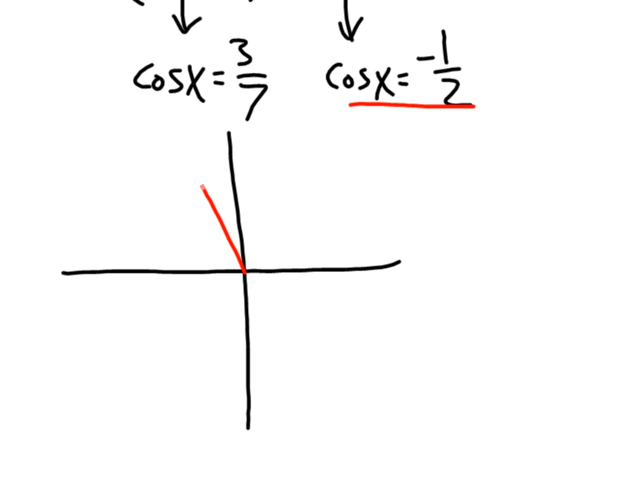 cosx = 3/7 cosx = -1/2